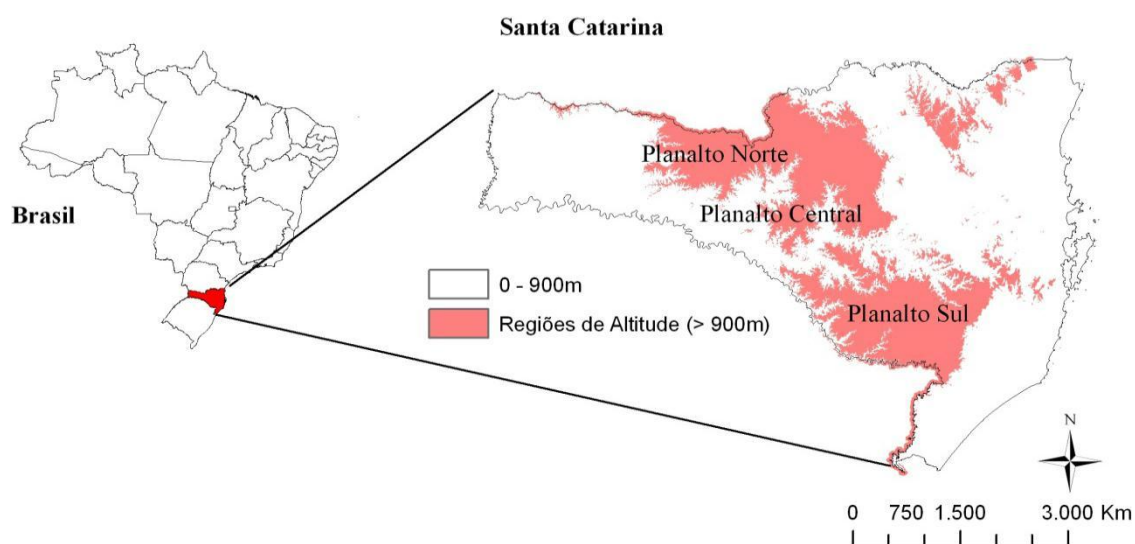 Santa Catarina
Brasil
Planalto Norte
Planalto Central
Planalto Sul
0 - 900m
Regiões de Altitude (> 900m)
N
0 750 1.500 3.000 Km